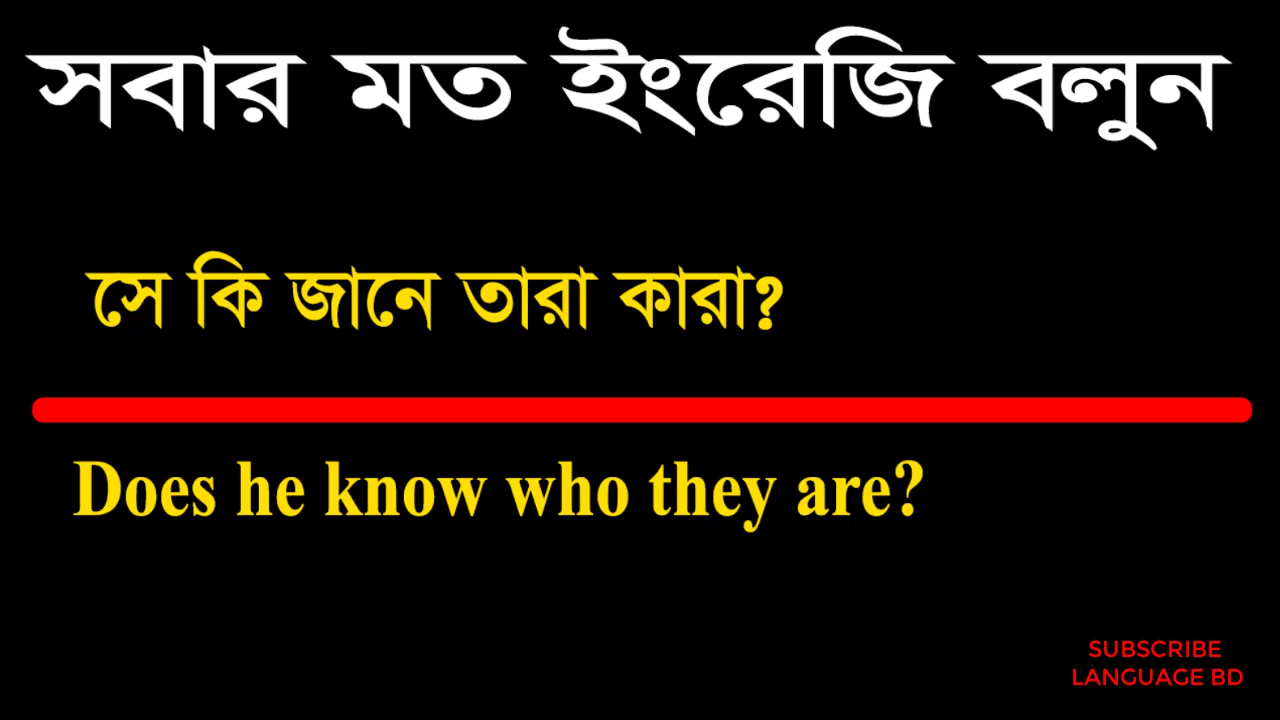 সবার মত ইংরেজি বলুন
সে কি জানে তারা কারা?
Does he know who they are?
SUBSCRIBE
LANGUAGE BD